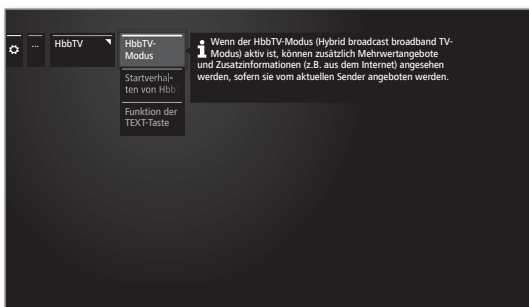 ... HbbTV
HbbTV-
Modus
Startverhal-
ten von Hbb
Funktion der
TEXT-Taste
i Wenn der HbbTV-Modus (Hybrid broadcast broadband TV-
Modus) aktiv ist, können zusätzlich Mehrwertangebote
und Zusatzinformationen (z.B. aus dem Internet) angesehen
werden, sofern sie vom aktuellen Sender angeboten werden.